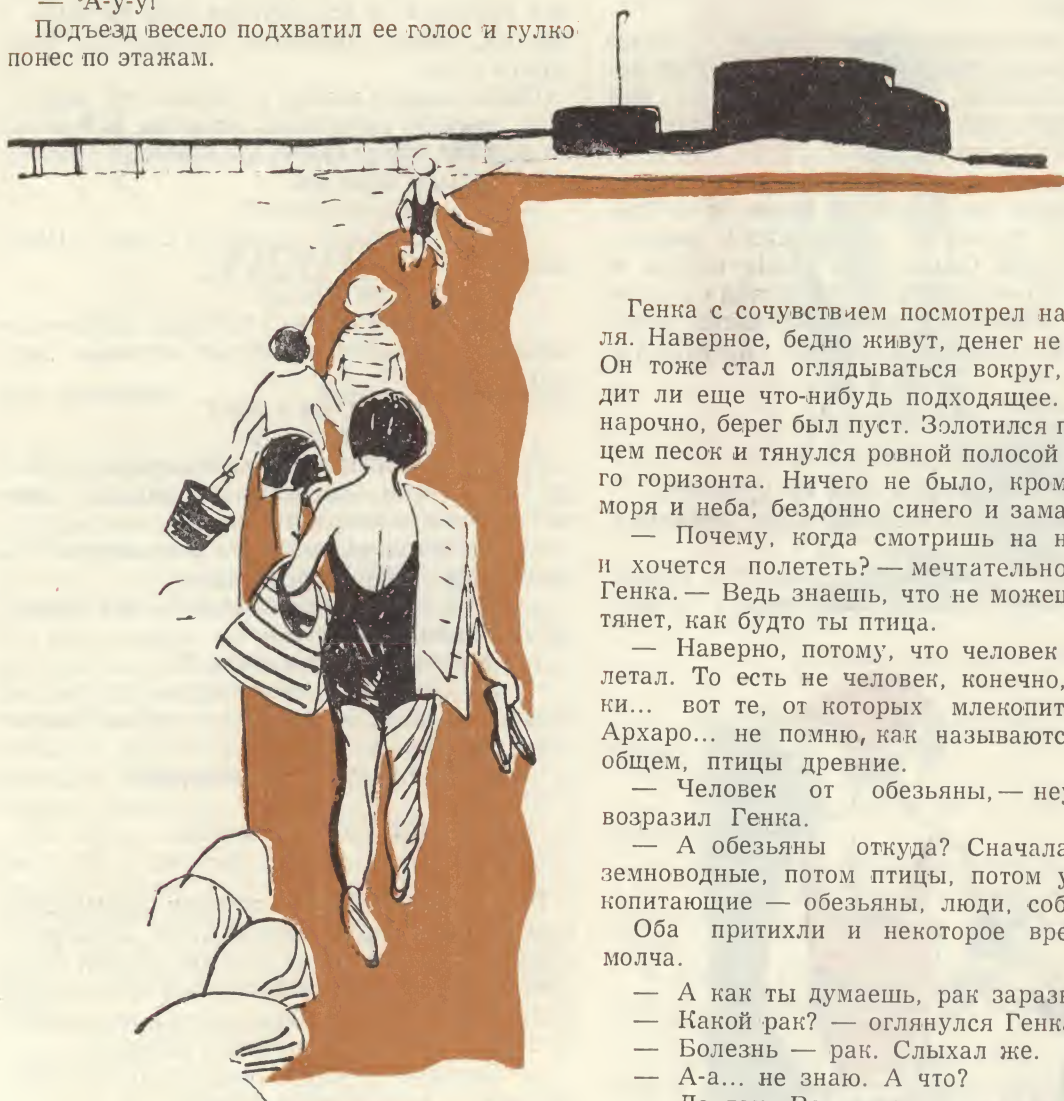 — А-у-у!
Подъезд весело подхватил ее голос и гулко
понес по этажам.
Генка с сочувствием посмотрел на
ля. Наверное, бедно живут, денег не
Он тоже стал оглядываться вокруг,
дит ли еще что-нибудь подходящее.
нарочно, берег был пуст. Золотился п
цем песок и тянулся ровной полосой
го горизонта. Ничего не было, кром
моря и неба, бездонно синего и зама
— Почему, когда смотришь на н
и хочется полететь? — мечтательно
Генка. — Ведь знаешь, что не можеш
тянет, как будто ты птица.
— Наверно, потому, что человек
летал. То есть не человек, конечно,
ки... вот те, от которых млекопит
Архаро... не помню, как называютс
общем, птицы древние.
— Человек от обезьяны, — неу
возразил Генка.
— А обезьяны откуда? Сначала
земноводные, потом птицы, потом у
копитающие — обезьяны, люди, соб
Оба притихли и некоторое вре
молча.
— А как ты думаешь, рак зараз
— Какой рак? — оглянулся Генка
— Болезнь — рак. Слыхал же.
— А-а... не знаю. А что?